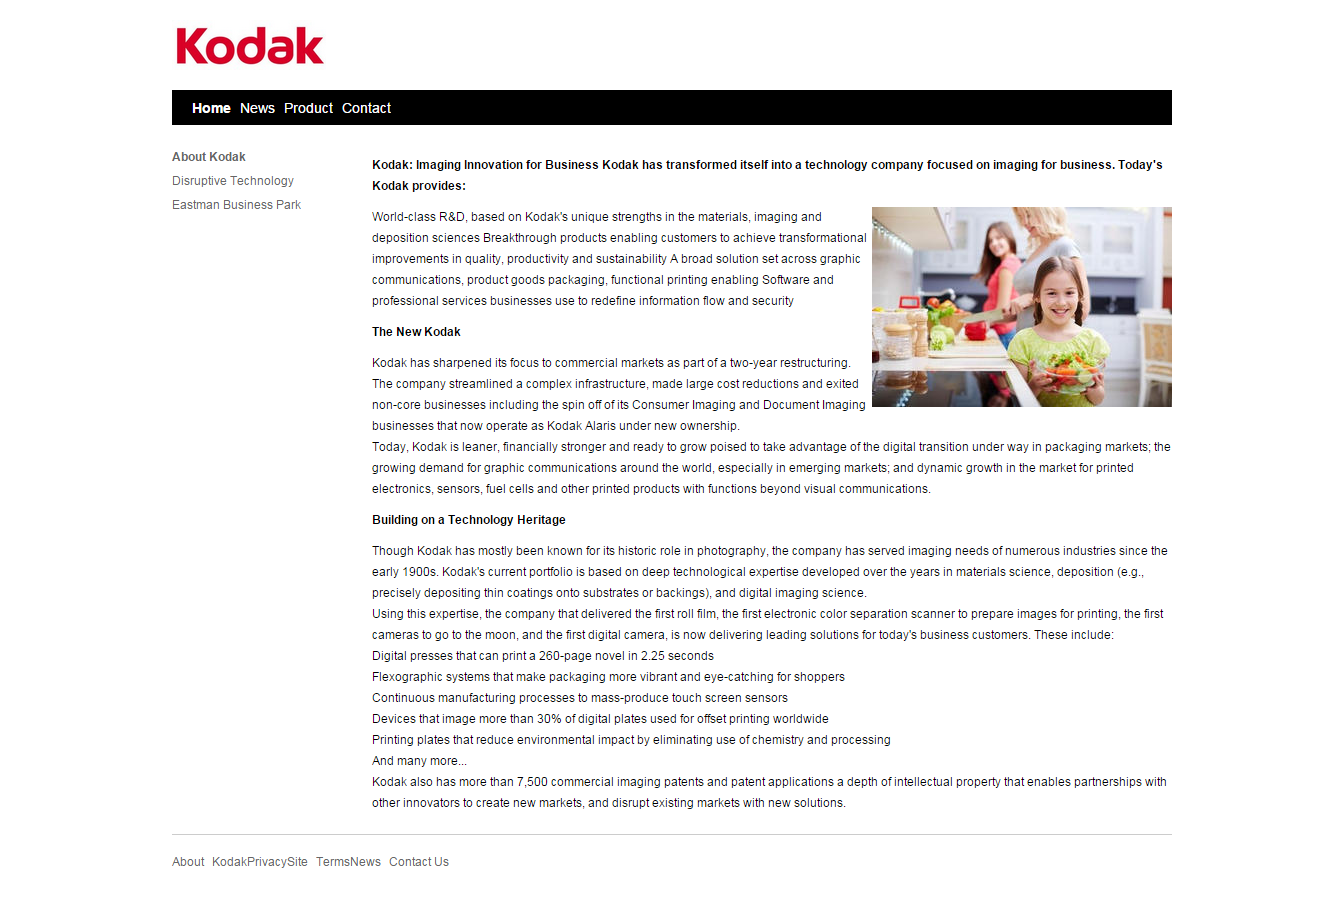 Kodak
Home News Product Contact
About Kodak
Disruptive Technology
Eastman Business Park
Kodak: Imaging Innovation for Business Kodak has transformed itself into a technology company focused on imaging for business. Today's
Kodak provides:
World-class R&D, based on Kodak's unique strengths in the materials, imaging and
deposition sciences Breakthrough products enabling customers to achieve transformational
improvements in quality, productivity and sustainability A broad solution set across graphic
communications, product goods packaging, functional printing enabling Software and
professional services businesses use to redefine information flow and security
The New Kodak
Kodak has sharpened its focus to commercial markets as part of a two-year restructuring.
The company streamlined a complex infrastructure, made large cost reductions and exited
non-core businesses including the spin off of its Consumer Imaging and Document Imaging
businesses that now operate as Kodak Alaris under new ownership.
Today, Kodak is leaner, financially stronger and ready to grow poised to take advantage of the digital transition under way in packaging markets; the
growing demand for graphic communications around the world, especially in emerging markets; and dynamic growth in the market for printed
electronics, sensors, fuel cells and other printed products with functions beyond visual communications.
Building on a Technology Heritage
Though Kodak has mostly been known for its historic role in photography, the company has served imaging needs of numerous industries since the
early 1900s. Kodak's current portfolio is based on deep technological expertise developed over the years in materials science, deposition (e.g.,
precisely depositing thin coatings onto substrates or backings), and digital imaging science.
Using this expertise, the company that delivered the first roll film, the first electronic color separation scanner to prepare images for printing, the first
cameras to go to the moon, and the first digital camera, is now delivering leading solutions for today's business customers. These include:
Digital presses that can print a 260-page novel in 2.25 seconds
Flexographic systems that make packaging more vibrant and eye-catching for shoppers
Continuous manufacturing processes to mass-produce touch screen sensors
Devices that image more than 30% of digital plates used for offset printing worldwide
Printing plates that reduce environmental impact by eliminating use of chemistry and processing
And many more...
Kodak also has more than 7,500 commercial imaging patents and patent applications a depth of intellectual property that enables partnerships with
other innovators to create new markets, and disrupt existing markets with new solutions.
About KodakPrivacySite TermsNews Contact Us